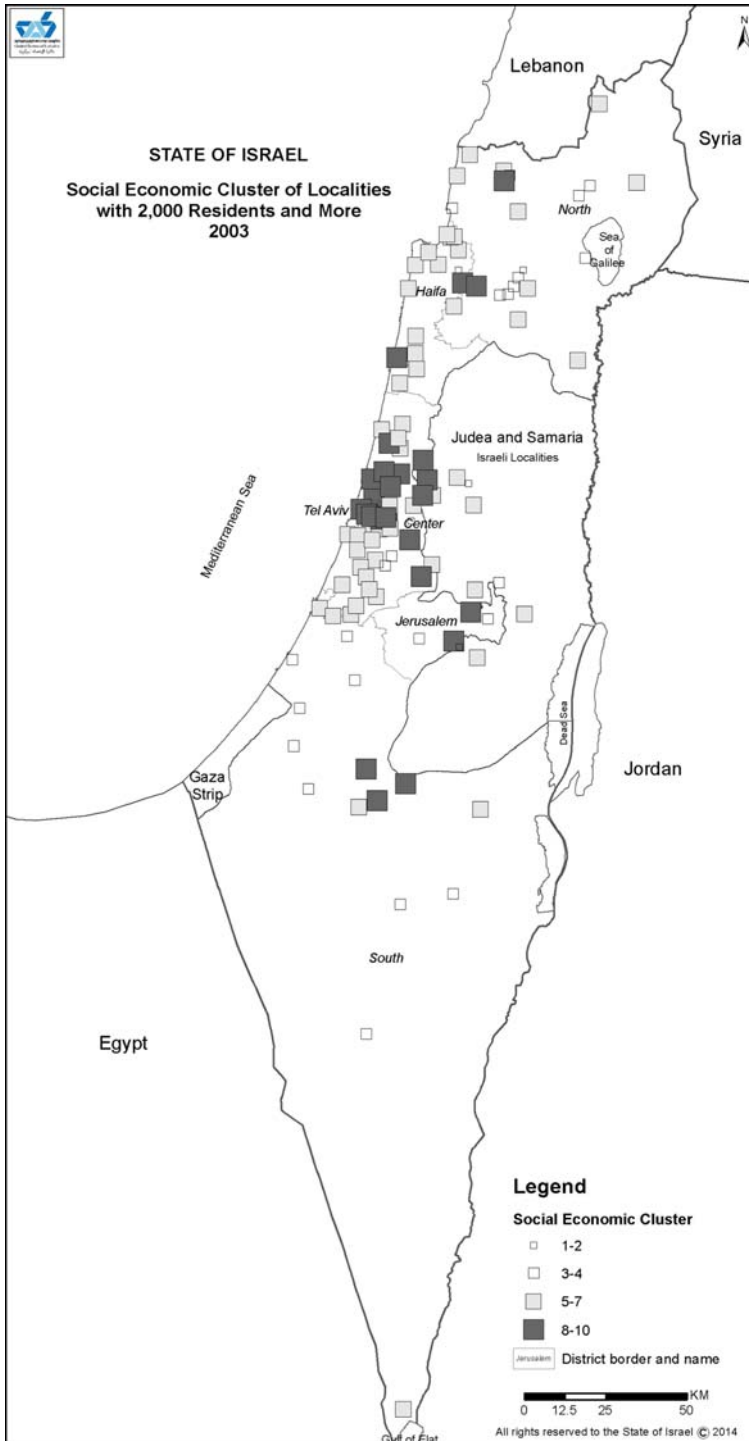 N
Lebanon
Syria
STATE OF ISRAEL
Social Economic Cluster of Localities
with 2,000 Residents and More
2003
North
Sea
of
Galilee
Haifa
Judea and Samaria
Israeli Localities
Mediterranean Sea
Tel Aviv
Center
Jerusalem
Dead Sea
Gaza
Strip
Jordan
South
Egypt
Legend
Social Economic Cluster
1-2
3-4
5-7
8-10
Jerusalem District border and name
KM
0 12.5 25 50
All rights reserved to the State of Israel © 2014